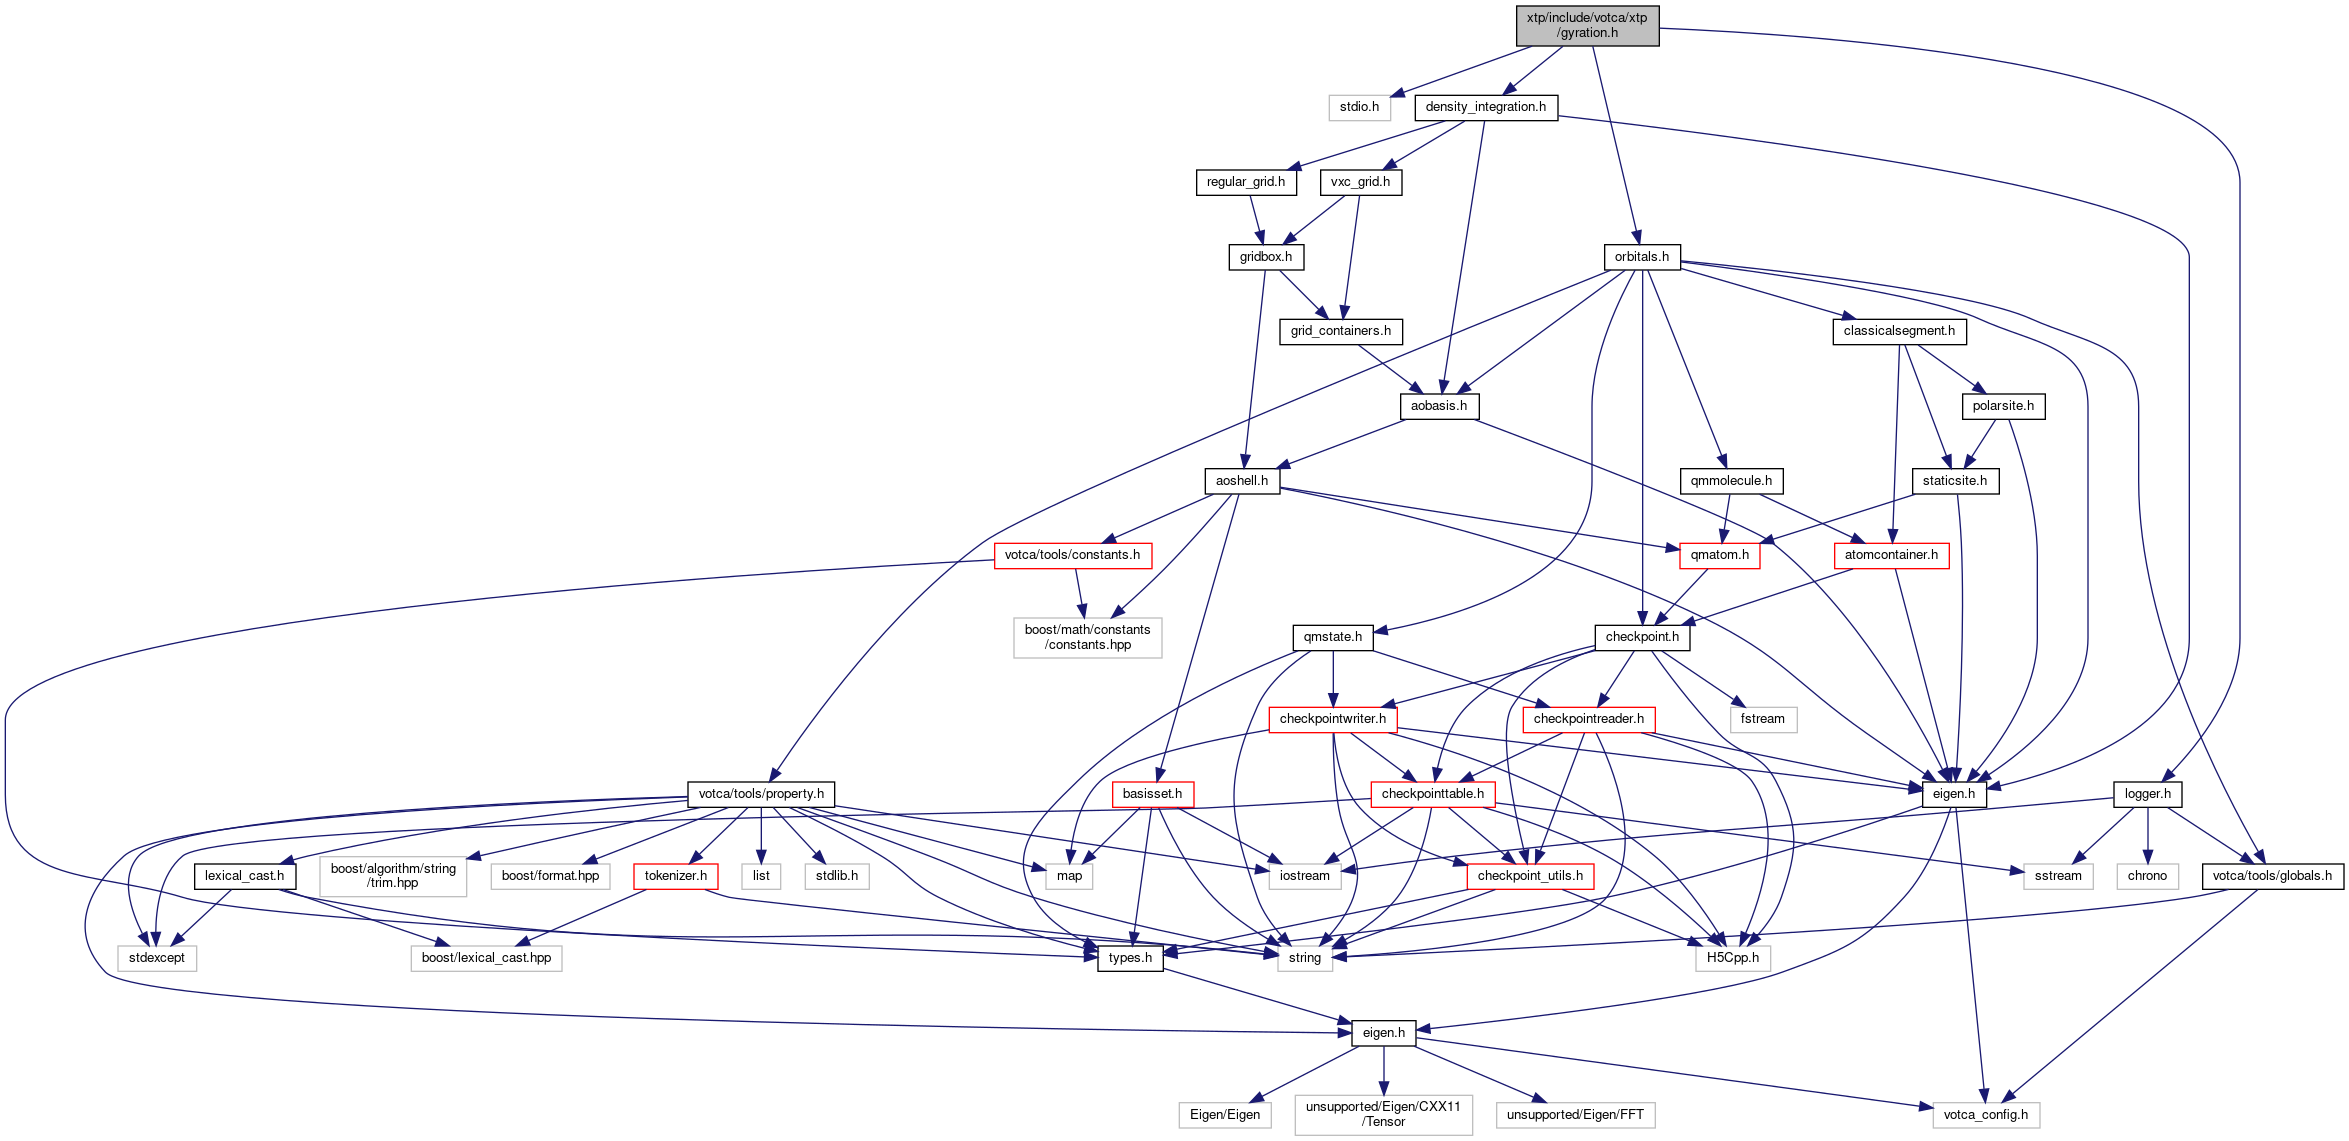 xtp/include/votca/xtp
/gyration.h
stdio.h
density_integration.h
regular_grid.h
vxc_grid.h
gridbox.h
orbitals.h
grid_containers.h
classicalsegment.h
aobasis.h
polarsite.h
aoshell.h
qmmolecule.h
staticsite.h
votca/tools/constants.h
qmatom.h
atomcontainer.h
boost/math/constants
/constants.hpp
qmstate.h
checkpoint.h
checkpointwriter.h
checkpointreader.h
fstream
votca/tools/property.h
basisset.h
checkpointtable.h
eigen.h
logger.h
lexical_cast.h
boost/algorithm/string
/trim.hpp
boost/format.hpp
tokenizer.h
list
stdlib.h
map
iostream
checkpoint_utils.h
sstream
chrono
votca/tools/globals.h
stdexcept
boost/lexical_cast.hpp
types.h
string
H5Cpp.h
eigen.h
Eigen/Eigen
unsupported/Eigen/CXX11
/Tensor
unsupported/Eigen/FFT
votca_config.h